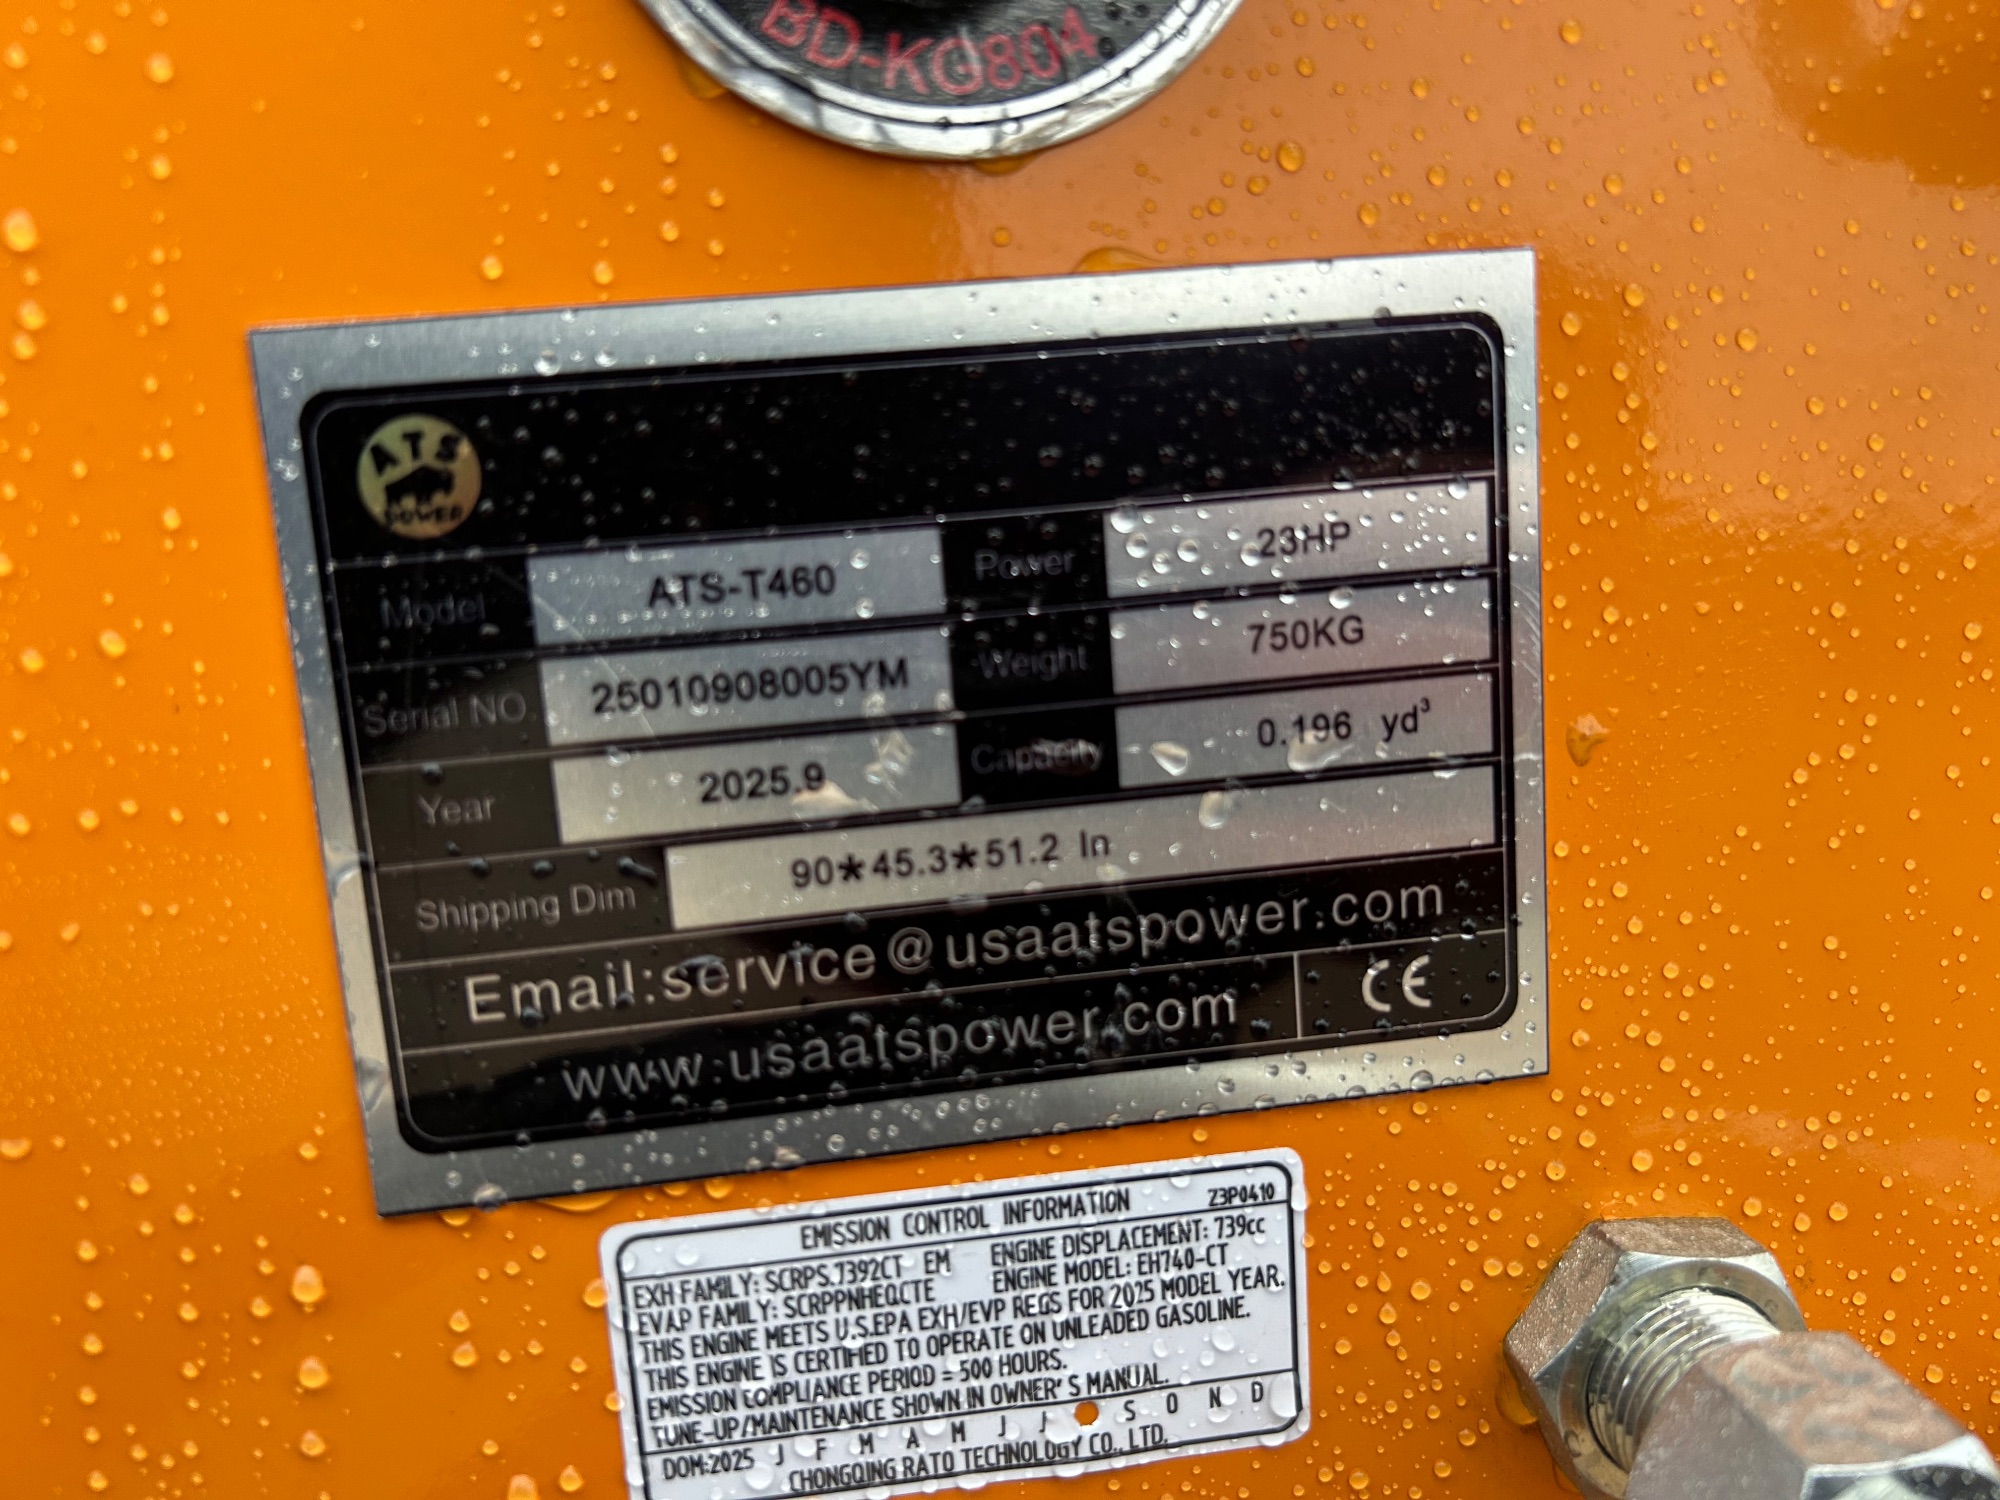 BD-KG804
ATS
POWER
Model ATS-T460 Power 23HP
Serial NO. 25010908005YM Weight 750KG
Year 2025.9 Capacity 0.196 yd³
Shipping Dim 90*45.3*51.2 In
Email:service@usaatspower.com
www.usaatspower.com CE
EMISSION CONTROL INFORMATION Z3P0410
EXH FAMILY: SCRPS.7392CT EM ENGINE DISPLACEMENT: 739cc
EVAP FAMILY: SCRPPNHEQCTE ENGINE MODEL: EH740-CT
THIS ENGINE MEETS U.S.EPA EXH/EVP REGS FOR 2025 MODEL YEAR.
THIS ENGINE IS CERTIFIED TO OPERATE ON UNLEADED GASOLINE.
EMISSION COMPLIANCE PERIOD = 500 HOURS.
TUNE-UP/MAINTENANCE SHOWN IN OWNER'S MANUAL.
DOM:2025 J F M A M J J S O N D
CHONGQING RATO TECHNOLOGY CO., LTD.